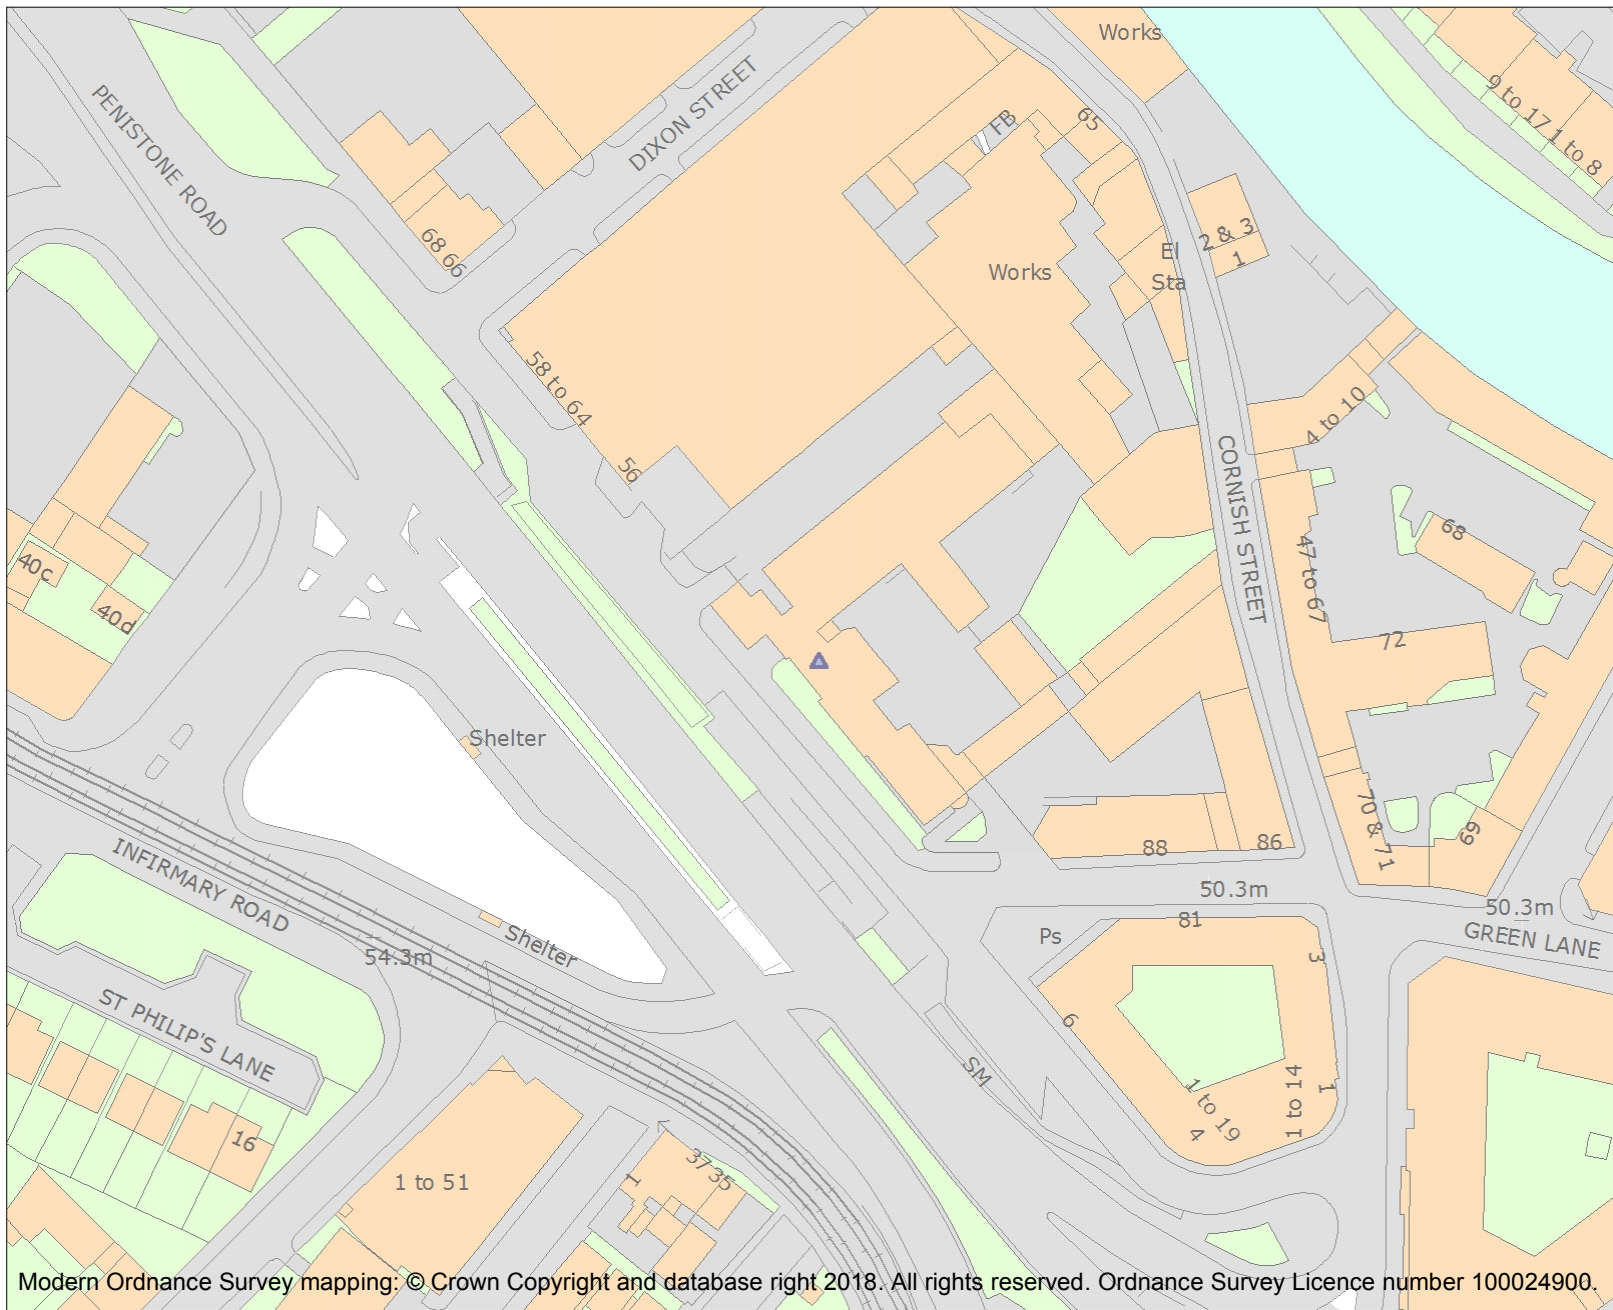 Works
9 to 17
1 to 8
PENISTONE ROAD
DIXON STREET
FB
65
68
66
2 & 3
1
El
Sta
Works
58 to 64
56
4 to 10
CORNISH STREET
68
40c
40d
47 to 67
72
Shelter
70 & 71
69
88
86
50.3m
50.3m
GREEN LANE
INFIRMARY ROAD
54.3m
Shelter
Ps
81
3
6
ST PHILIP'S LANE
SM
1 to 19
4
1 to 14
1
16
1 to 51
1
37
35
Modern Ordnance Survey mapping: © Crown Copyright and database right 2018. All rights reserved. Ordnance Survey Licence number 100024900.